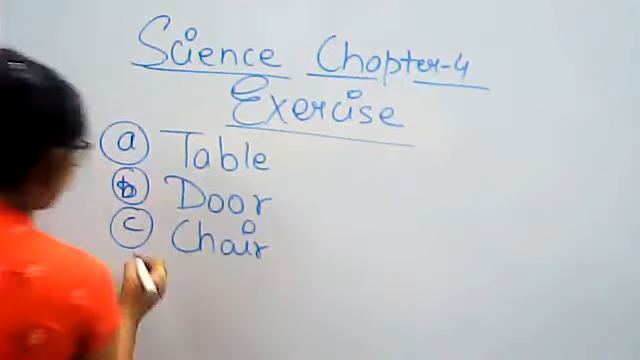 Science Chapter-4
Exercise
a Table
b Door
c Chair